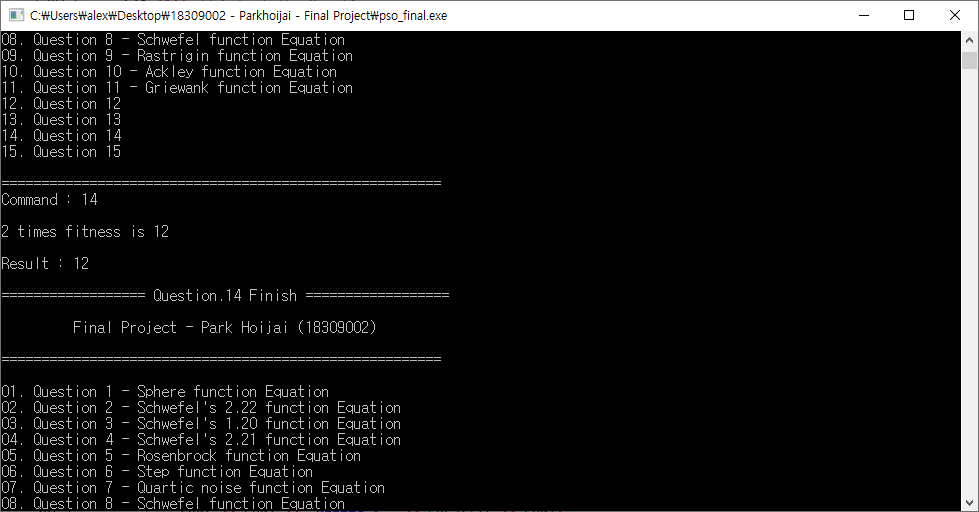 C:₩Users₩alex₩Desktop₩18309002 - Parkhoijai - Final Project₩pso_final.exe
08. Question 8 - Schwefel function Equation
09. Question 9 - Rastrigin function Equation
10. Question 10 - Ackley function Equation
11. Question 11 - Griewank function Equation
12. Question 12
13. Question 13
14. Question 14
15. Question 15
=======================================================
Command : 14
2 times fitness is 12
Result : 12
================== Question.14 Finish ==================
Final Project - Park Hoijai (18309002)
=======================================================
01. Question 1 - Sphere function Equation
02. Question 2 - Schwefel's 2.22 function Equation
03. Question 3 - Schwefel's 1.20 function Equation
04. Question 4 - Schwefel's 2.21 function Equation
05. Question 5 - Rosenbrock function Equation
06. Question 6 - Step function Equation
07. Question 7 - Quartic noise function Equation
08. Question 8 - Schwefel function Equation